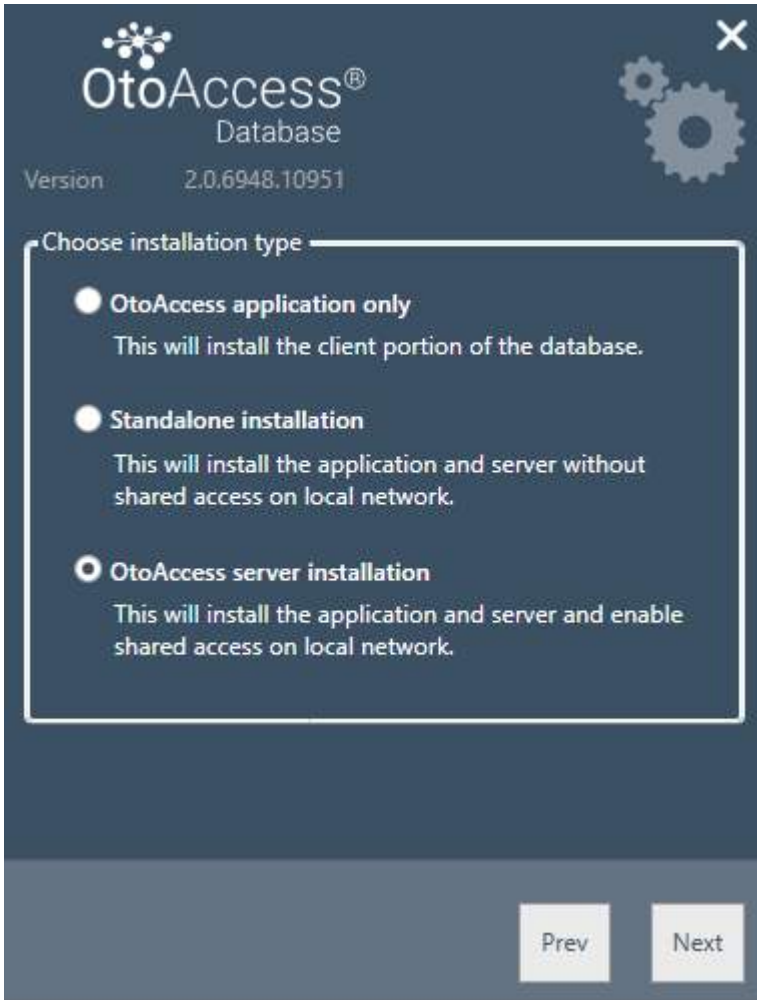 OtoAccess®
Database
Version 2.0.6948.10951
Choose installation type
OtoAccess application only
This will install the client portion of the database.
Standalone installation
This will install the application and server without
shared access on local network.
OtoAccess server installation
This will install the application and server and enable
shared access on local network.
Prev Next